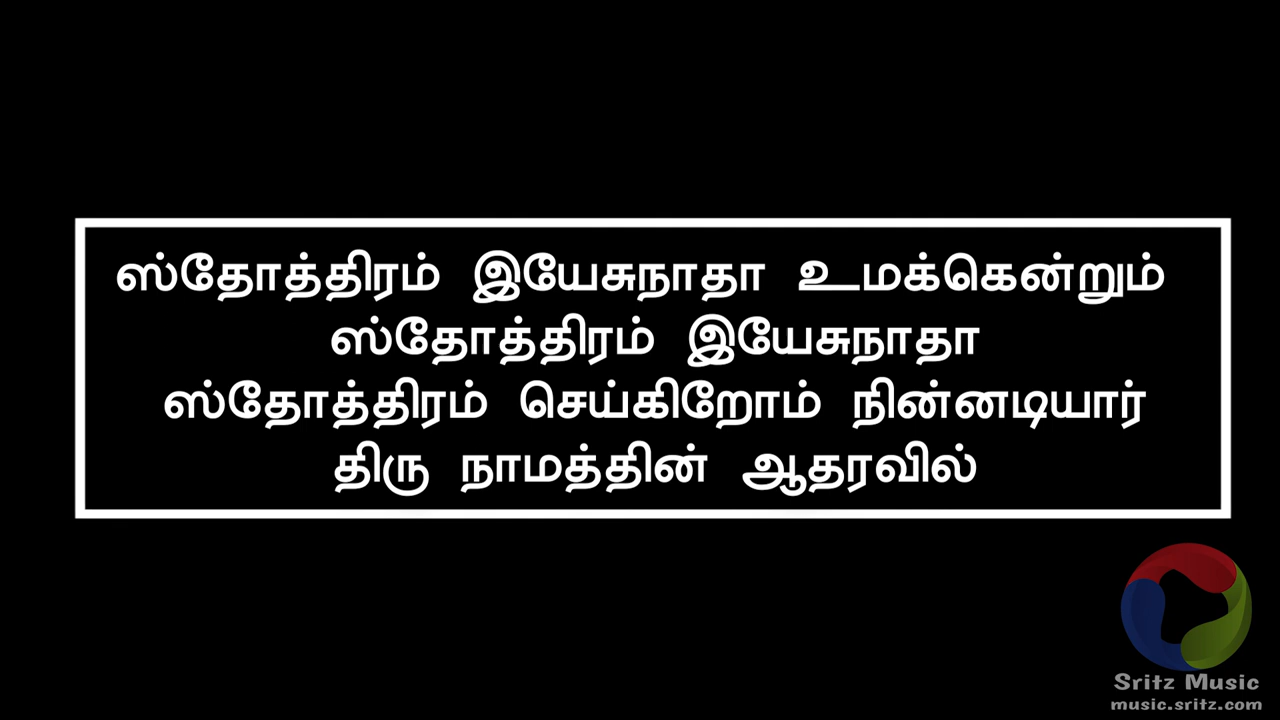 ஸ்தோத்திரம் இயேசுநாதா உமக்கென்றும்
ஸ்தோத்திரம் இயேசுநாதா
ஸ்தோத்திரம் செய்கிறோம் நின்னடியார்
திரு நாமத்தின் ஆதரவில்
Sritz Music
music.sritz.com